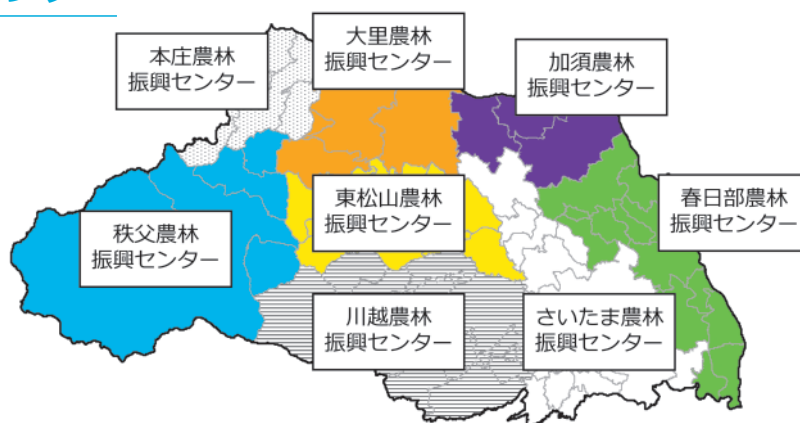 本庄農林
振興センター
大里農林
振興センター
加須農林
振興センター
秩父農林
振興センター
東松山農林
振興センター
春日部農林
振興センター
川越農林
振興センター
さいたま農林
振興センター